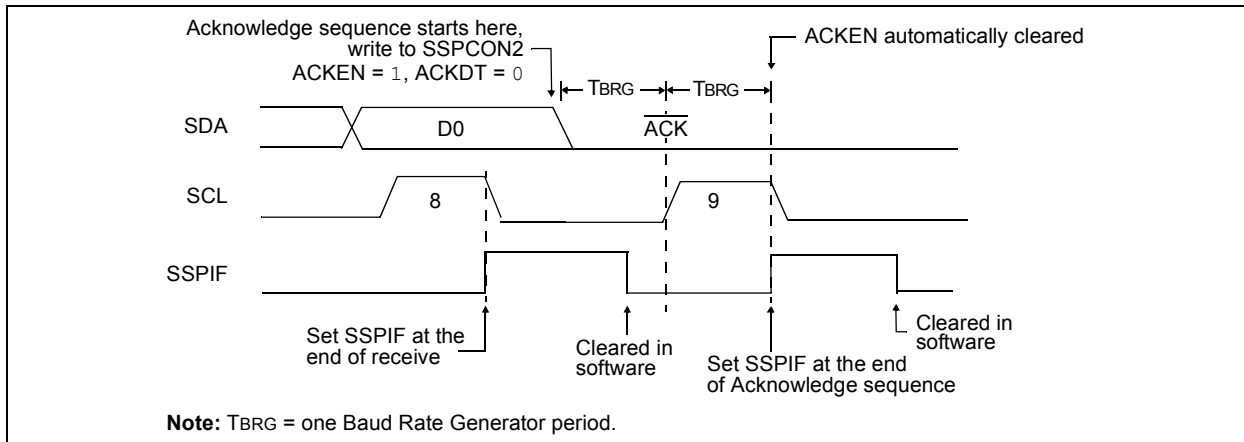 Acknowledge sequence starts here,
write to SSPCON2
ACKEN = 1, ACKDT = 0
ACKEN automatically cleared
TBRG
TBRG
SDA
D0
ACK
SCL
8
9
SSPIF
Set SSPIF at the
end of receive
Cleared in
software
Set SSPIF at the end
of Acknowledge sequence
Cleared in
software
Note: TBRG = one Baud Rate Generator period.